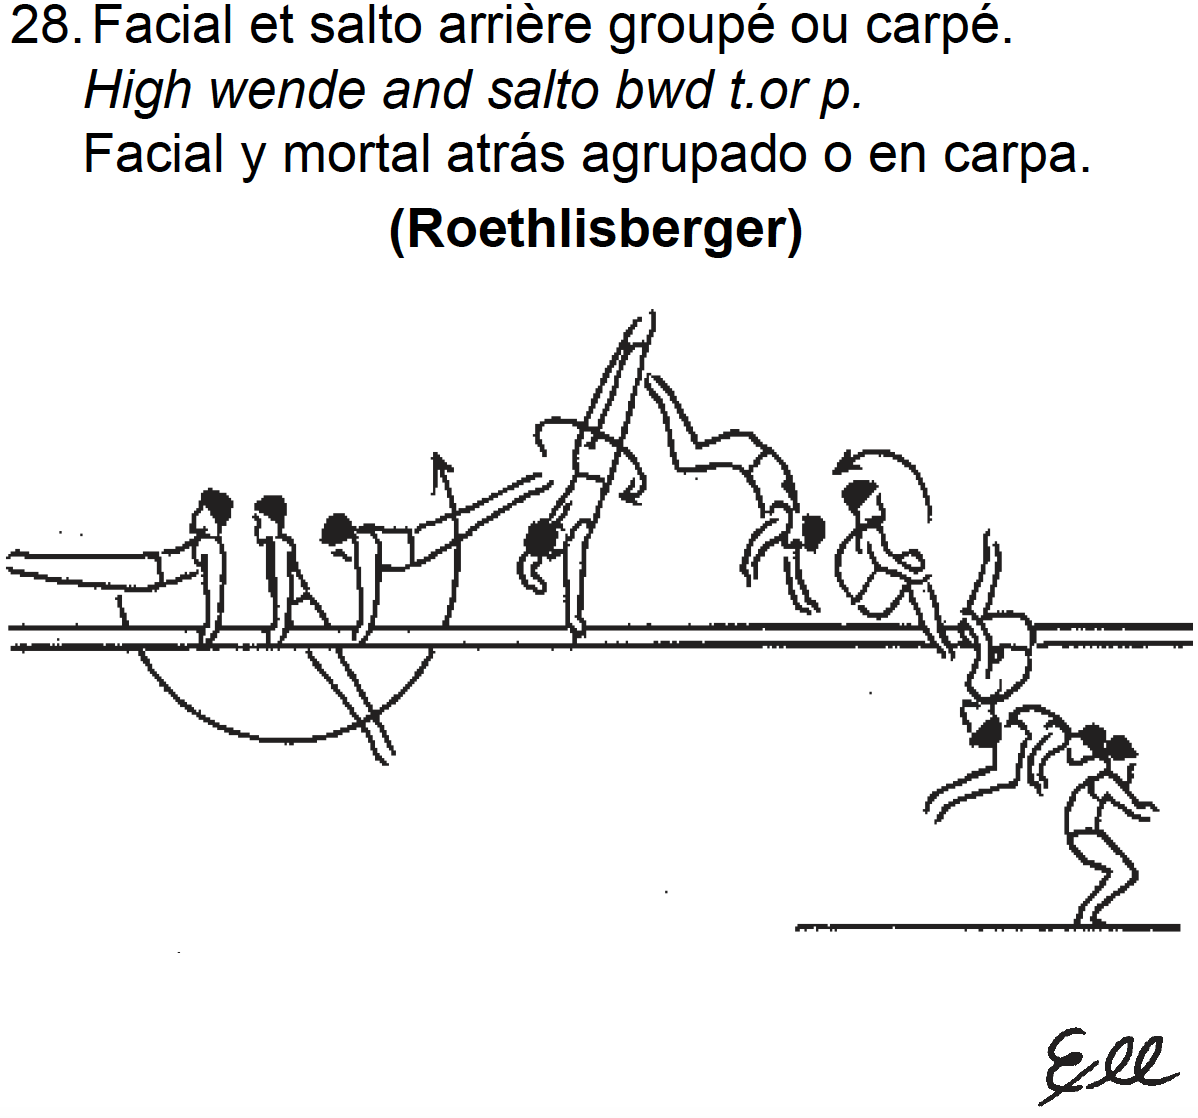 28. Facial et salto arrière groupé ou carpé.
High wende and salto bwd t.or p.
Facial y mortal atrás agrupado o en carpa.
(Roethlisberger)
Ell